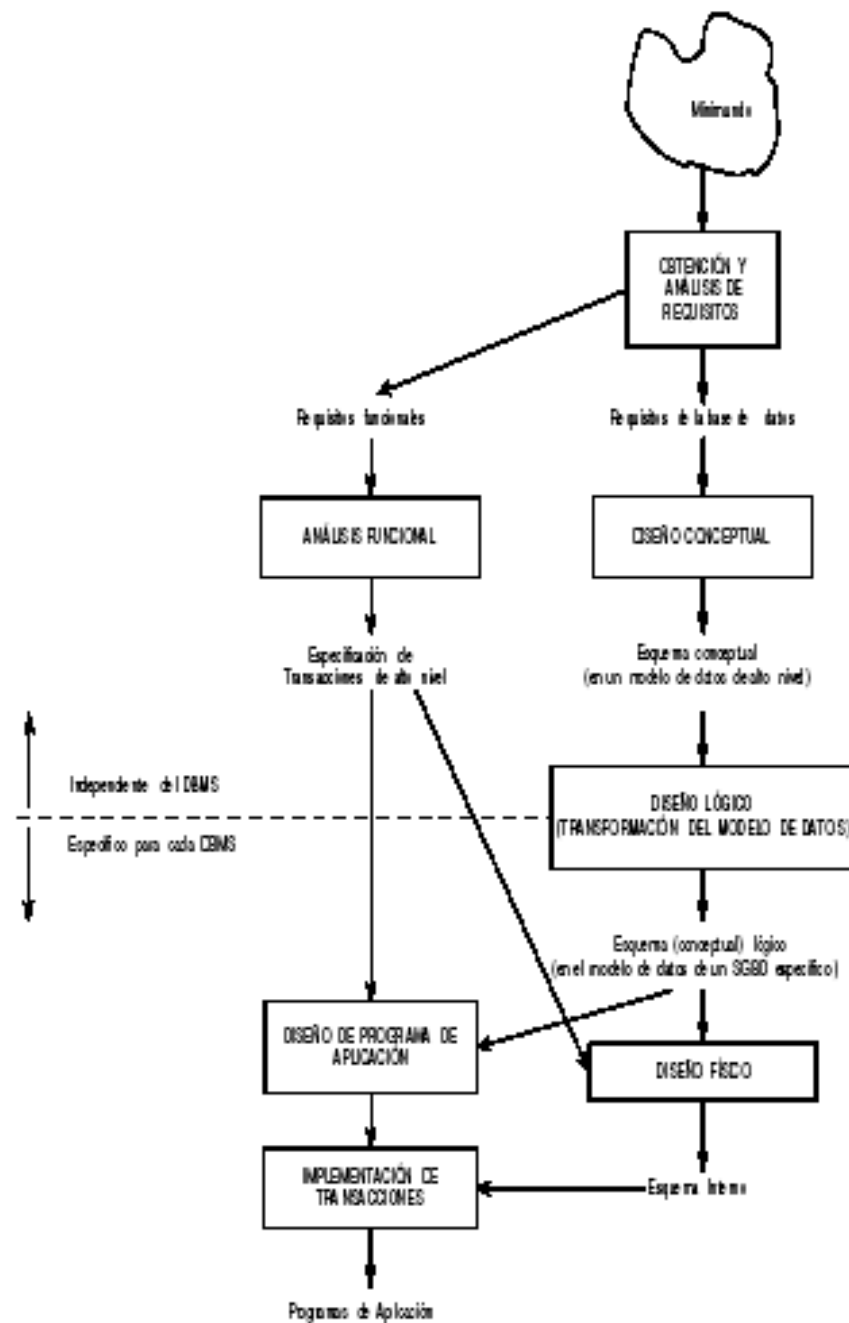 Minimundo
OBTENCIÓN Y
ANÁLISIS DE
REQUISITOS
Requisitos funcionales
Requisitos de la base de datos
ANÁLISIS FUNCIONAL
DISEÑO CONCEPTUAL
Especificación de
Transacciones de alto nivel
Esquema conceptual
(en un modelo de datos de alto nivel)
Independente del DBMS
Específico para cada DBMS
DISEÑO LÓGICO
(TRANSFORMACIÓN DEL MODELO DE DATOS)
Esquema (conceptual) lógico
(en el modelo de datos de un SGBD específico)
DISEÑO DE PROGRAMA DE
APLICACIÓN
DISEÑO FÍSICO
IMPLEMENTACIÓN DE
TRANSACCIONES
Esquema Interno
Programas de Aplicación